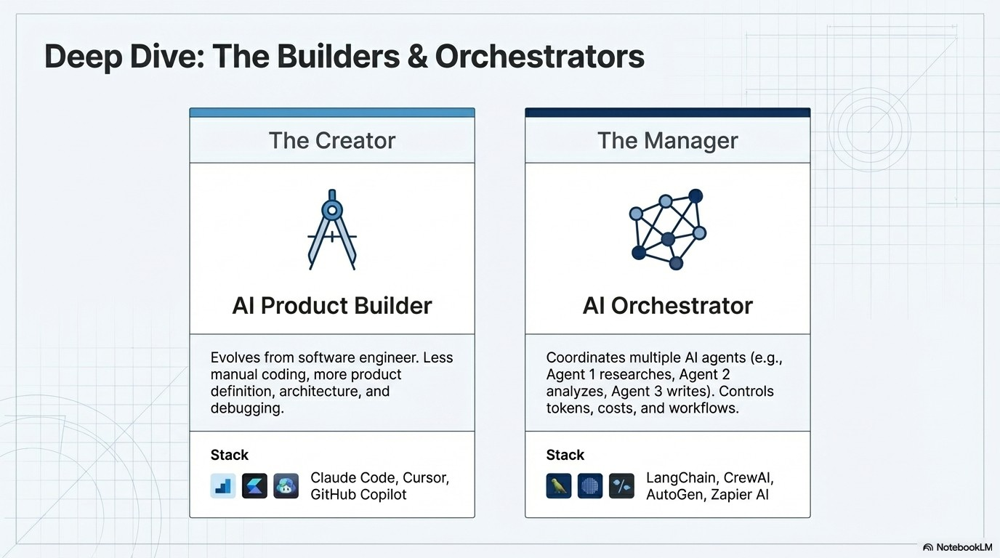 Deep Dive: The Builders & Orchestrators
The Creator
AI Product Builder
Evolves from software engineer. Less
manual coding, more product
definition, architecture, and
debugging.
Stack
Claude Code, Cursor,
GitHub Copilot
The Manager
AI Orchestrator
Coordinates multiple AI agents (e.g.,
Agent 1 researches, Agent 2
analyzes, Agent 3 writes). Controls
tokens, costs, and workflows.
Stack
LangChain, CrewAI,
AutoGen, Zapier AI
NotebookLM